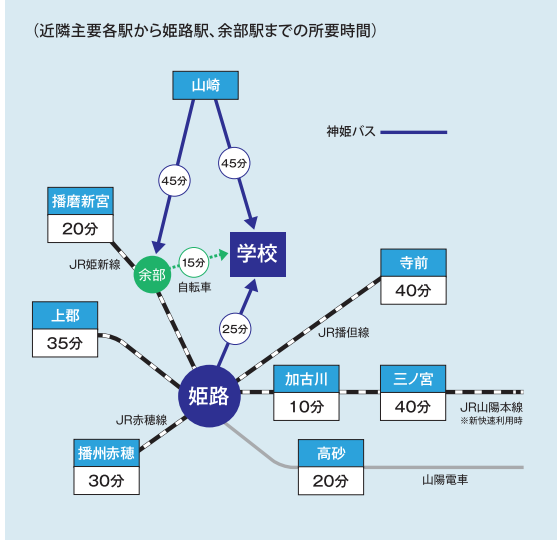 （近隣主要各駅から姫路駅、余部駅までの所要時間）
山崎
神姫バス
45分
45分
播磨新宮
20分
学校
15分
JR姫新線
余部
自転車
寺前
40分
上郡
35分
25分
JR播但線
加古川
10分
三ノ宮
40分
姫路
JR山陽本線
※新快速利用時
JR赤穂線
播州赤穂
30分
高砂
20分
山陽電車